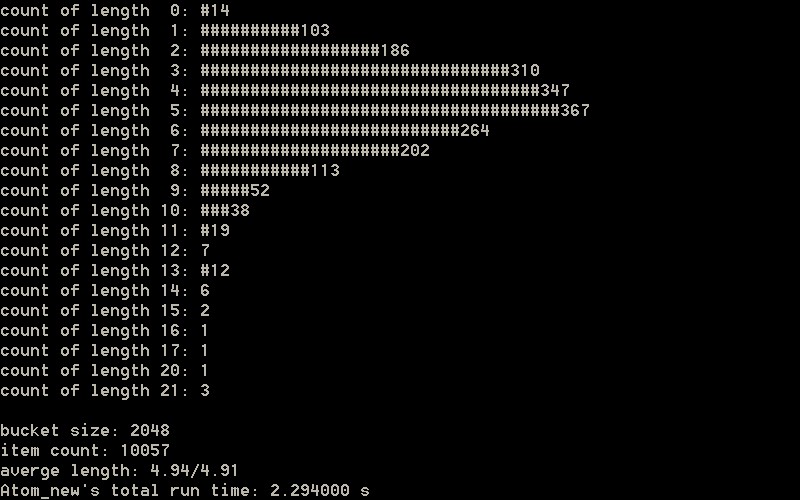 count of length  0: #14
count of length  1: ##########103
count of length  2: ##################186
count of length  3: ###############################310
count of length  4: ##################################347
count of length  5: ####################################367
count of length  6: ##########################264
count of length  7: ####################202
count of length  8: ###########113
count of length  9: #####52
count of length 10: ###38
count of length 11: #19
count of length 12: 7
count of length 13: #12
count of length 14: 6
count of length 15: 2
count of length 16: 1
count of length 17: 1
count of length 20: 1
count of length 21: 3
bucket size: 2048
item count: 10057
averge length: 4.94/4.91
Atom_new's total run time: 2.294000 s